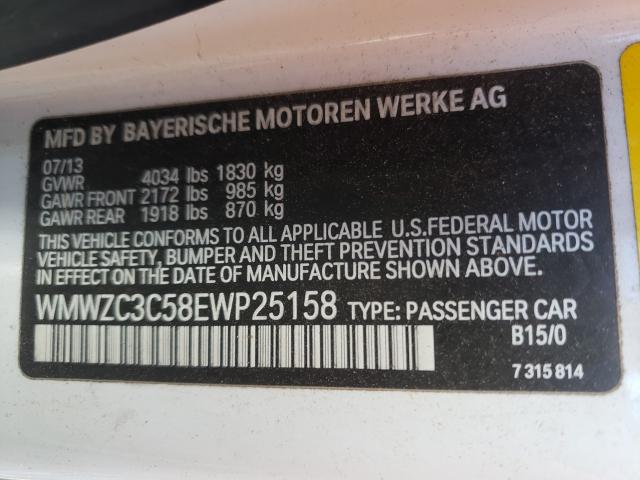 MFD BY BAYERISCHE MOTOREN WERKE AG
07/13
GVWR 4034 lbs 1830 kg
GAWR FRONT 2172 lbs 985 kg
GAWR REAR 1918 lbs 870 kg
THIS VEHICLE CONFORMS TO ALL APPLICABLE U.S.FEDERAL MOTOR
VEHICLE SAFETY, BUMPER AND THEFT PREVENTION STANDARDS
IN EFFECT ON THE DATE OF MANUFACTURE SHOWN ABOVE.
WMWZC3C58EWP25158 TYPE: PASSENGER CAR
B15/0
7 315 814